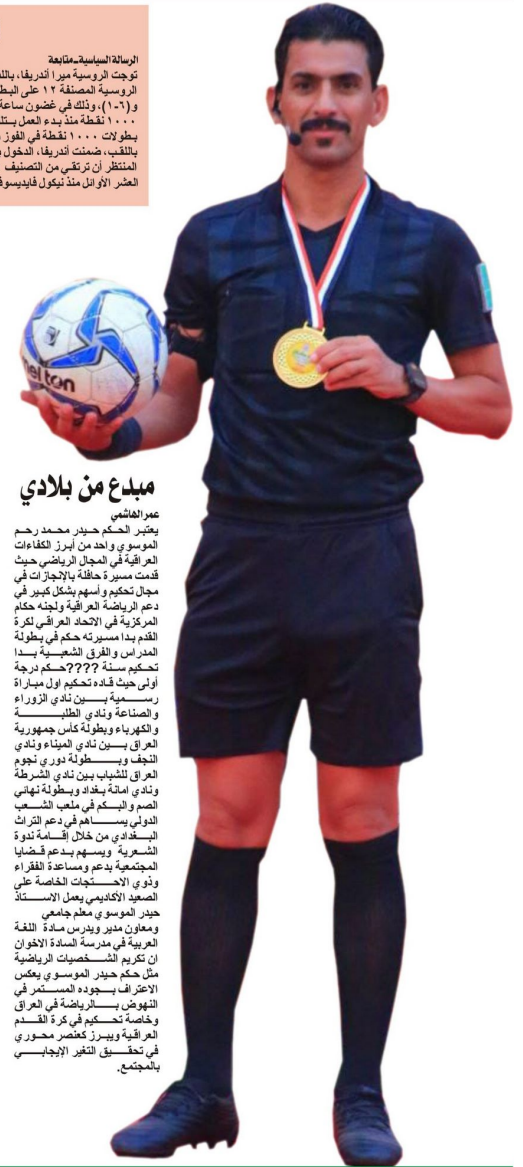 الرسالة السياسية_متابعة
توجت الروسية ميرا أندريفا، باللق
الروسية المصنفة ١٢ على البط
و(٦-١)، وذلك في غضون ساعة
١٠٠٠ نقطة منذ بدء العمل بـتل
بـطولات ١٠٠٠ نقطة في الفوز
باللقب، ضمنت أندريفا، الدخول
المنتظر أن ترتقي من التصنيف
العشر الأوائل منذ نيكول فايديسوف
nelton
مبدع من بلادي
عمر الهاشمي
يعتبر الحكم حيدر محمد رحم
الموسوي واحد من أبرز الكفاءات
العراقية في المجال الرياضي حيث
قدمت مسيرة حافلة بالإنجازات في
مجال تحكيم وأسهم بشكل كبير في
دعم الرياضة العراقية ولجنه حكام
المركزية في الاتحاد العراقي لكرة
القدم بدا مسيرته حكم في بطولة
المدراس والفرق الشعبية بدا
تحكيم سنة ????حكم درجة
أولى حيث قاده تحكيم اول مباراة
رسمية بين نادي الزوراء
والصناعة ونادي الطلبة
والكهرباء وبطولة كأس جمهورية
العراق بين نادي الميناء ونادي
النجف وبطولة دوري نجوم
العراق للشباب بين نادي الشرطة
ونادي امانة بغداد وبطولة نهائي
الصم والبكم في ملعب الشعب
الدولي يساهم في دعم التراث
البغدادي من خلال إقامة ندوة
الشعرية ويسهم بدعم قضايا
المجتمعية بدعم ومساعدة الفقراء
وذوي الاحتتجات الخاصة على
الصعيد الأكاديمي يعمل الاستاذ
حيدر الموسوي معلم جامعي
ومعاون مدير ويدرس مادة اللغة
العربية في مدرسة السادة الاخوان
ان تكريم الشخصيات الرياضية
مثل حكم حيدر الموسوي يعكس
الاعتراف بجوده المستمر في
النهوض بالرياضة في العراق
وخاصة تحكيم في كرة القدم
العراقية ويبرز كعنصر محوري
في تحقيق التغير الإيجابي
بالمجتمع.